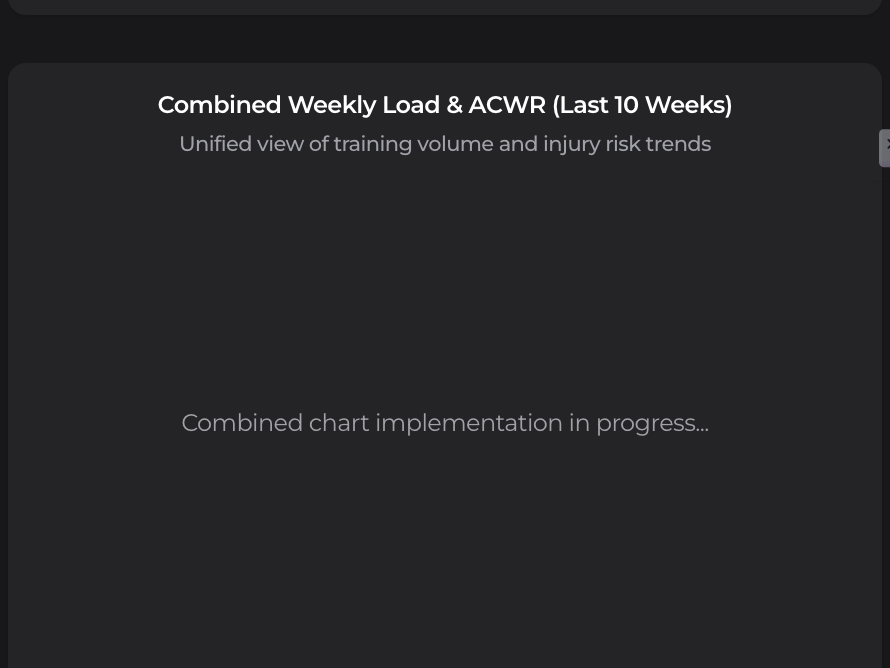 Combined Weekly Load & ACWR (Last 10 Weeks)
Unified view of training volume and injury risk trends
Combined chart implementation in progress...